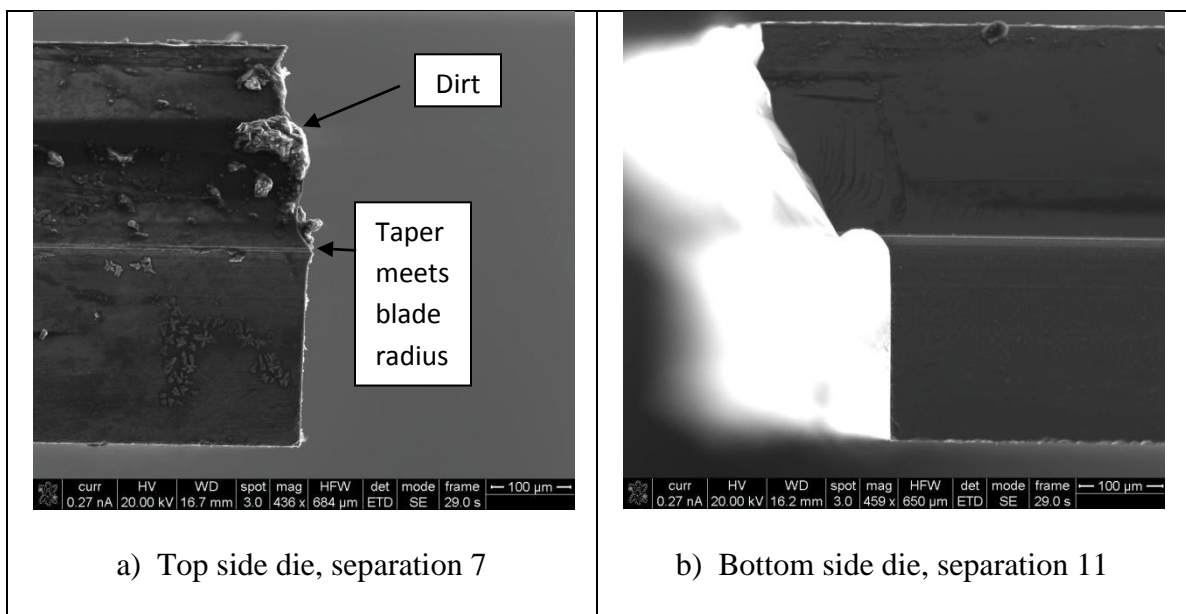 Dirt
Taper
meets
blade
radius
curr HV WD spot mag HFW det mode frame
0.27 nA 20.00 kV 16.7 mm 3.0 436 x 684 µm ETD SE 29.0 s
100 µm
curr HV WD spot mag HFW det mode frame
0.27 nA 20.00 kV 16.2 mm 3.0 459 x 650 µm ETD SE 29.0 s
100 µm
a) Top side die, separation 7
b) Bottom side die, separation 11